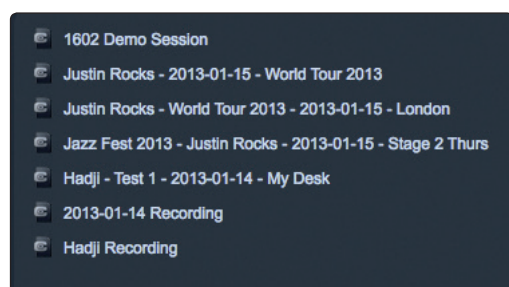 1602 Demo Session
Justin Rocks - 2013-01-15 - World Tour 2013
Justin Rocks - World Tour 2013 - 2013-01-15 - London
Jazz Fest 2013 - Justin Rocks - 2013-01-15 - Stage 2 Thurs
Hadji - Test 1 - 2013-01-14 - My Desk
2013-01-14 Recording
Hadji Recording